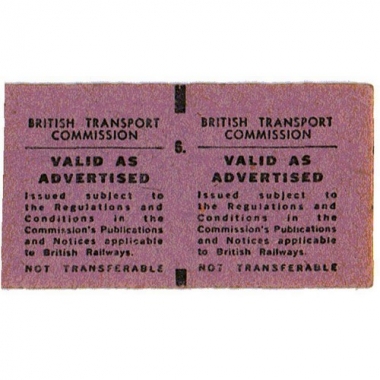 BRITISH TRANSPORT
COMMISSION
VALID AS
ADVERTISED
Issued subject to
the Regulations and
Conditions in the
Commission's Publications
and Notices applicable
to British Railways.
NOT TRANSFERABLE
6.
BRITISH TRANSPORT
COMMISSION
VALID AS
ADVERTISED
Issued subject to
the Regulations and
Conditions in the
Commission's Publications
and Notices applicable
to British Railways.
NOT TRANSFERABLE